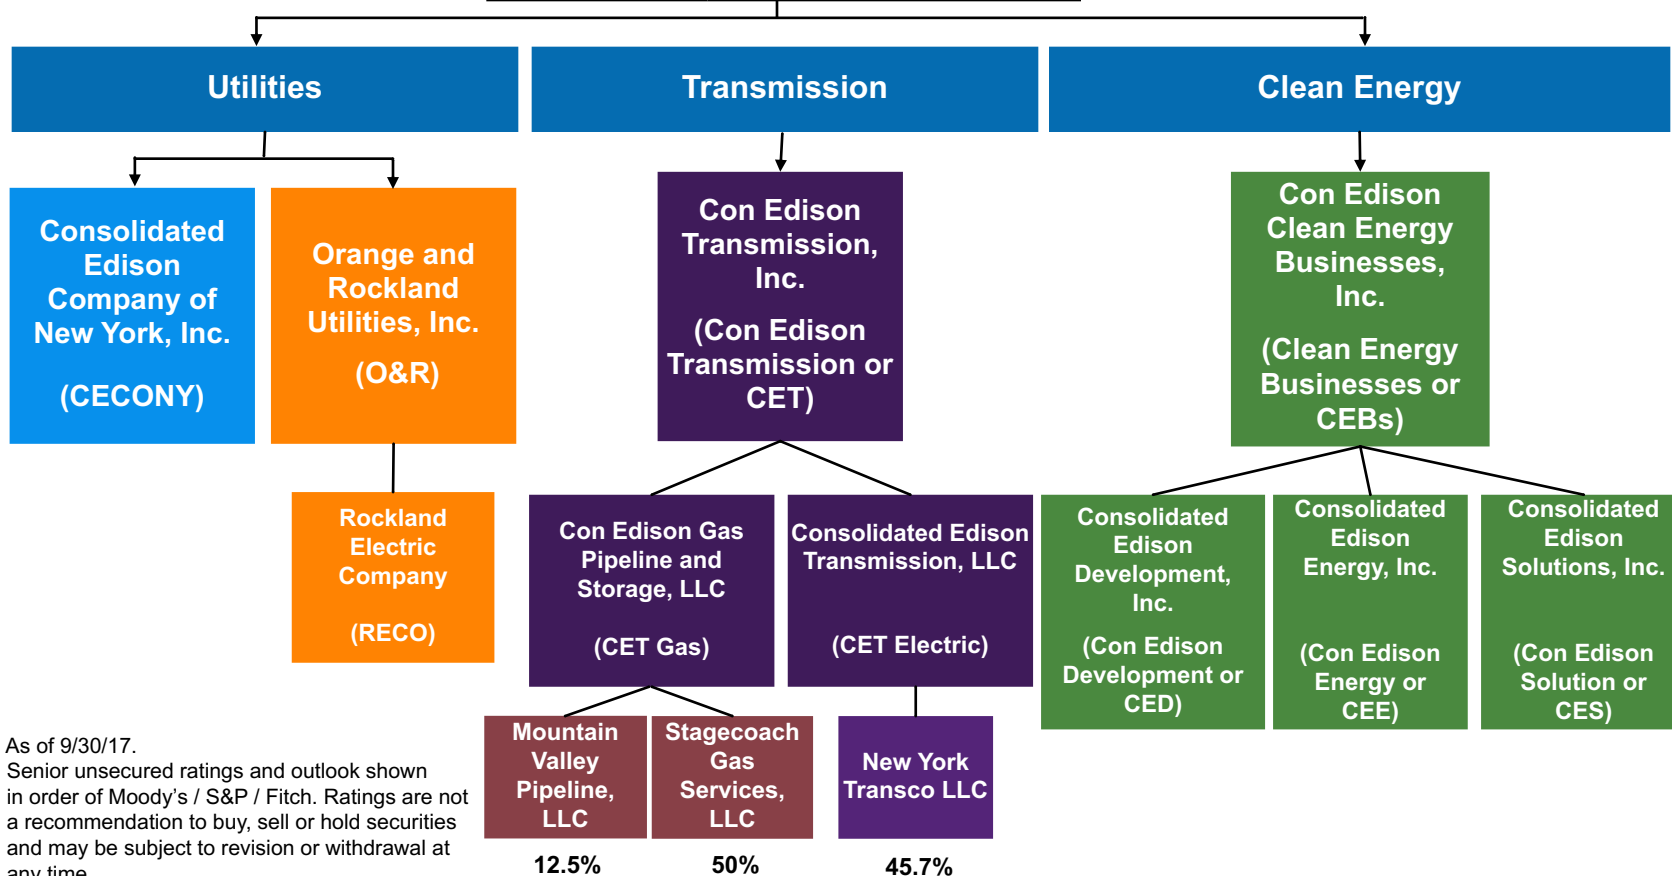 Utilities
Transmission
Clean Energy
Consolidated
Edison
Company of
New York, Inc.
(CECONY)
Orange and
Rockland
Utilities, Inc.
(O&R)
Con Edison
Transmission,
Inc.
(Con Edison
Transmission or
CET)
Con Edison
Clean Energy
Businesses,
Inc.
(Clean Energy
Businesses or
CEBs)
Rockland
Electric
Company
(RECO)
Con Edison Gas
Pipeline and
Storage, LLC
(CET Gas)
Consolidated Edison
Transmission, LLC
(CET Electric)
Consolidated
Edison
Development,
Inc.
(Con Edison
Development or
CED)
Consolidated
Edison
Energy, Inc.
(Con Edison
Energy or
CEE)
Consolidated
Edison
Solutions, Inc.
(Con Edison
Solution or
CES)
Mountain
Valley
Pipeline,
LLC
12.5%
Stagecoach
Gas
Services,
LLC
50%
New York
Transco LLC
45.7%
As of 9/30/17.
Senior unsecured ratings and outlook shown
in order of Moody's / S&P / Fitch. Ratings are not
a recommendation to buy, sell or hold securities
and may be subject to revision or withdrawal at
any time